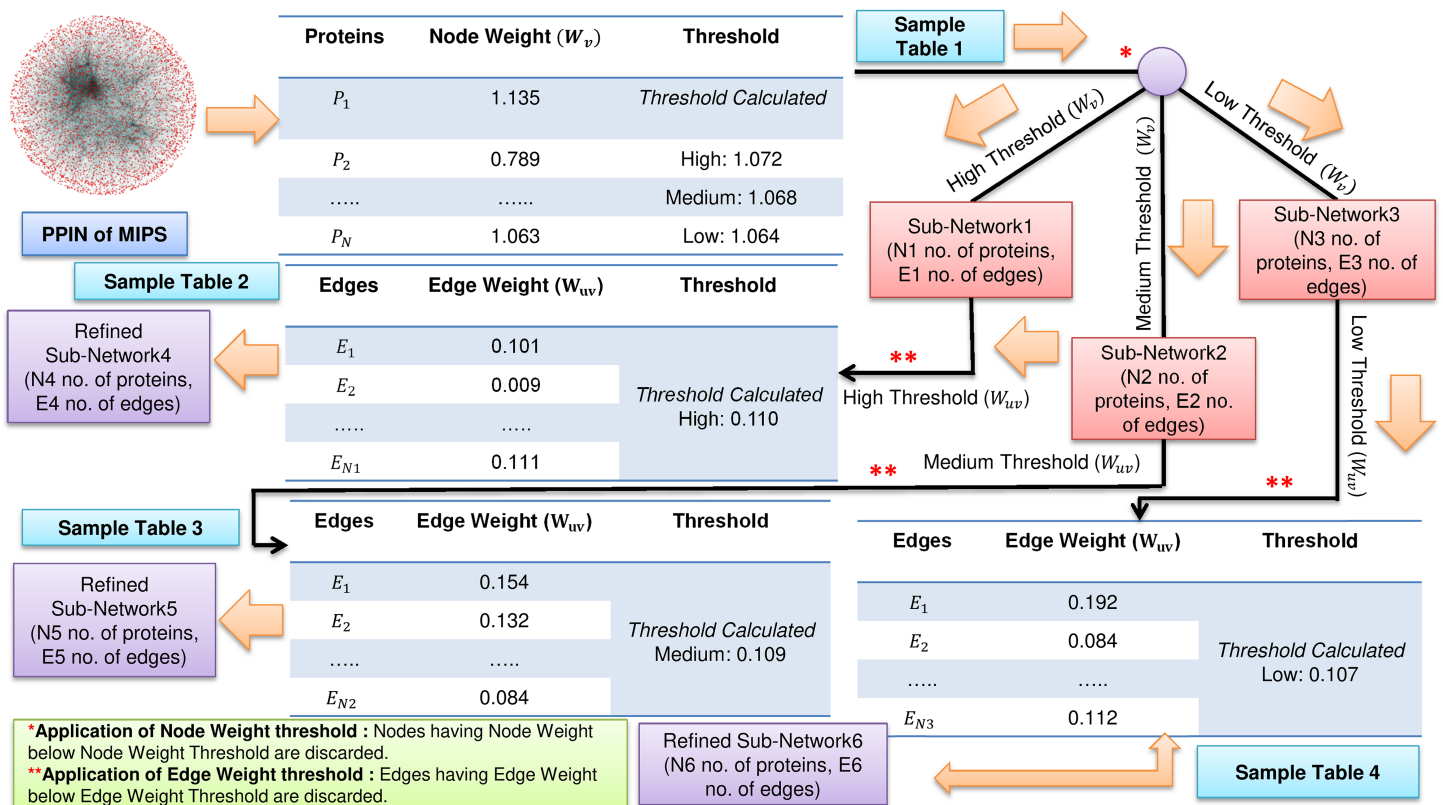 Proteins Node Weight (W_v) Threshold
P_1 1.135 Threshold Calculated
P_2 0.789 High: 1.072
..... ...... Medium: 1.068
P_N 1.063 Low: 1.064
PPIN of MIPS
Sample
Table 1
*
High Threshold (W_v)
Medium Threshold (W_v)
Low Threshold (W_v)
Sub-Network1
(N1 no. of proteins,
E1 no. of edges)
Sub-Network2
(N2 no. of
proteins, E2 no.
of edges)
Sub-Network3
(N3 no. of
proteins, E3 no. of
edges)
**
High Threshold (W_uv)
**
Medium Threshold (W_uv)
**
Low Threshold (W_uv)
Sample Table 2
Edges Edge Weight (W_uv) Threshold
E_1 0.101
E_2 0.009
Threshold Calculated
High: 0.110
..... .....
E_N1 0.111
Refined
Sub-Network4
(N4 no. of proteins,
E4 no. of edges)
Sample Table 3
Edges Edge Weight (W_uv) Threshold
E_1 0.154
E_2 0.132
Threshold Calculated
Medium: 0.109
..... .....
E_N2 0.084
Refined
Sub-Network5
(N5 no. of proteins,
E5 no. of edges)
Edges Edge Weight (W_uv) Threshold
E_1 0.192
E_2 0.084
Threshold Calculated
Low: 0.107
..... .....
E_N3 0.112
Sample Table 4
Refined Sub-Network6
(N6 no. of proteins, E6
no. of edges)
*Application of Node Weight threshold : Nodes having Node Weight
below Node Weight Threshold are discarded.
**Application of Edge Weight threshold : Edges having Edge Weight
below Edge Weight Threshold are discarded.